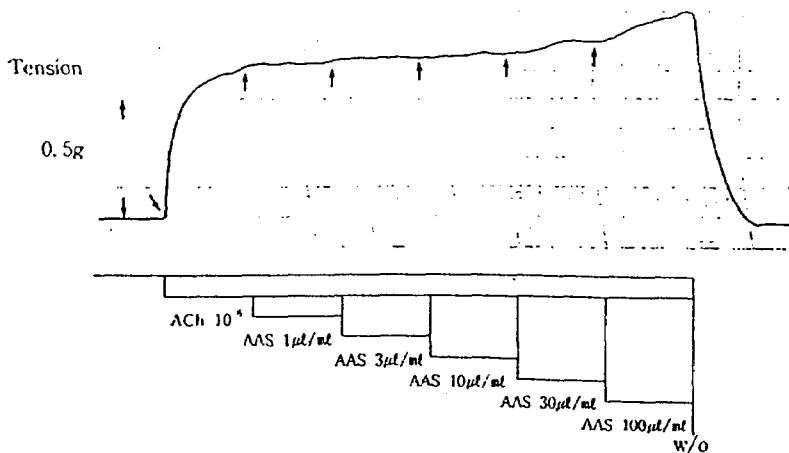 Tension
0.5g
ACh 10⁻⁵
AAS 1μl/ml
AAS 3μl/ml
AAS 10μl/ml
AAS 30μl/ml
AAS 100μl/ml
W/O